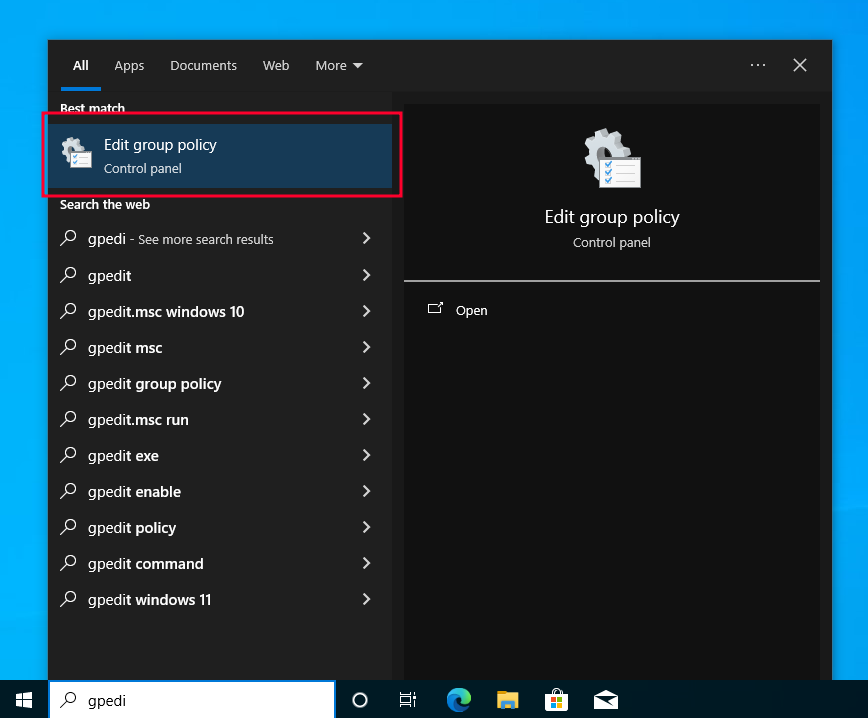 All Apps Documents Web More
Best match
Edit group policy
Control panel
Search the web
gpedi - See more search results
gpedit
gpedit.msc windows 10
gpedit msc
gpedit group policy
gpedit.msc run
gpedit exe
gpedit enable
gpedit policy
gpedit command
gpedit windows 11
Edit group policy
Control panel
Open
gpedi